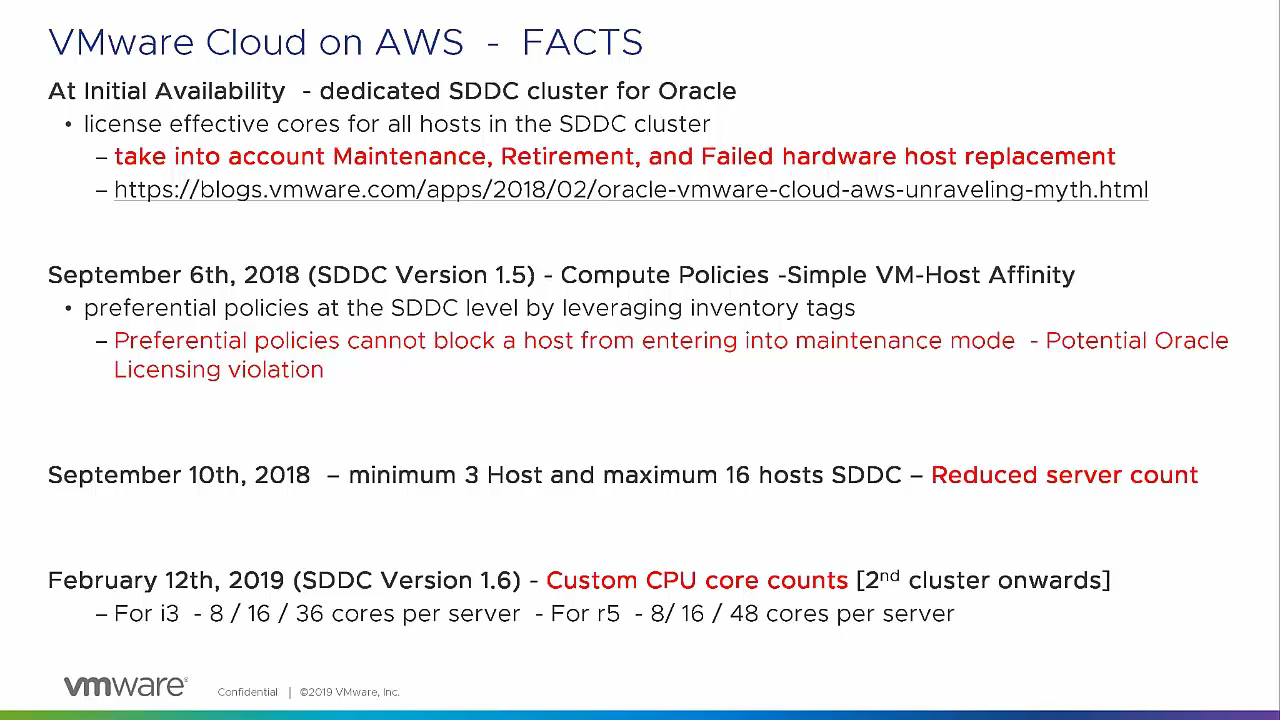 VMware Cloud on AWS - FACTS
At Initial Availability - dedicated SDDC cluster for Oracle
• license effective cores for all hosts in the SDDC cluster
– take into account Maintenance, Retirement, and Failed hardware host replacement
– https://blogs.vmware.com/apps/2018/02/oracle-vmware-cloud-aws-unraveling-myth.html
September 6th, 2018 (SDDC Version 1.5) - Compute Policies -Simple VM-Host Affinity
• preferential policies at the SDDC level by leveraging inventory tags
– Preferential policies cannot block a host from entering into maintenance mode - Potential Oracle
Licensing violation
September 10th, 2018 – minimum 3 Host and maximum 16 hosts SDDC – Reduced server count
February 12th, 2019 (SDDC Version 1.6) - Custom CPU core counts [2nd cluster onwards]
– For i3 - 8 / 16 / 36 cores per server - For r5 - 8/ 16 / 48 cores per server
vmware® Confidential | ©2019 VMware, Inc.